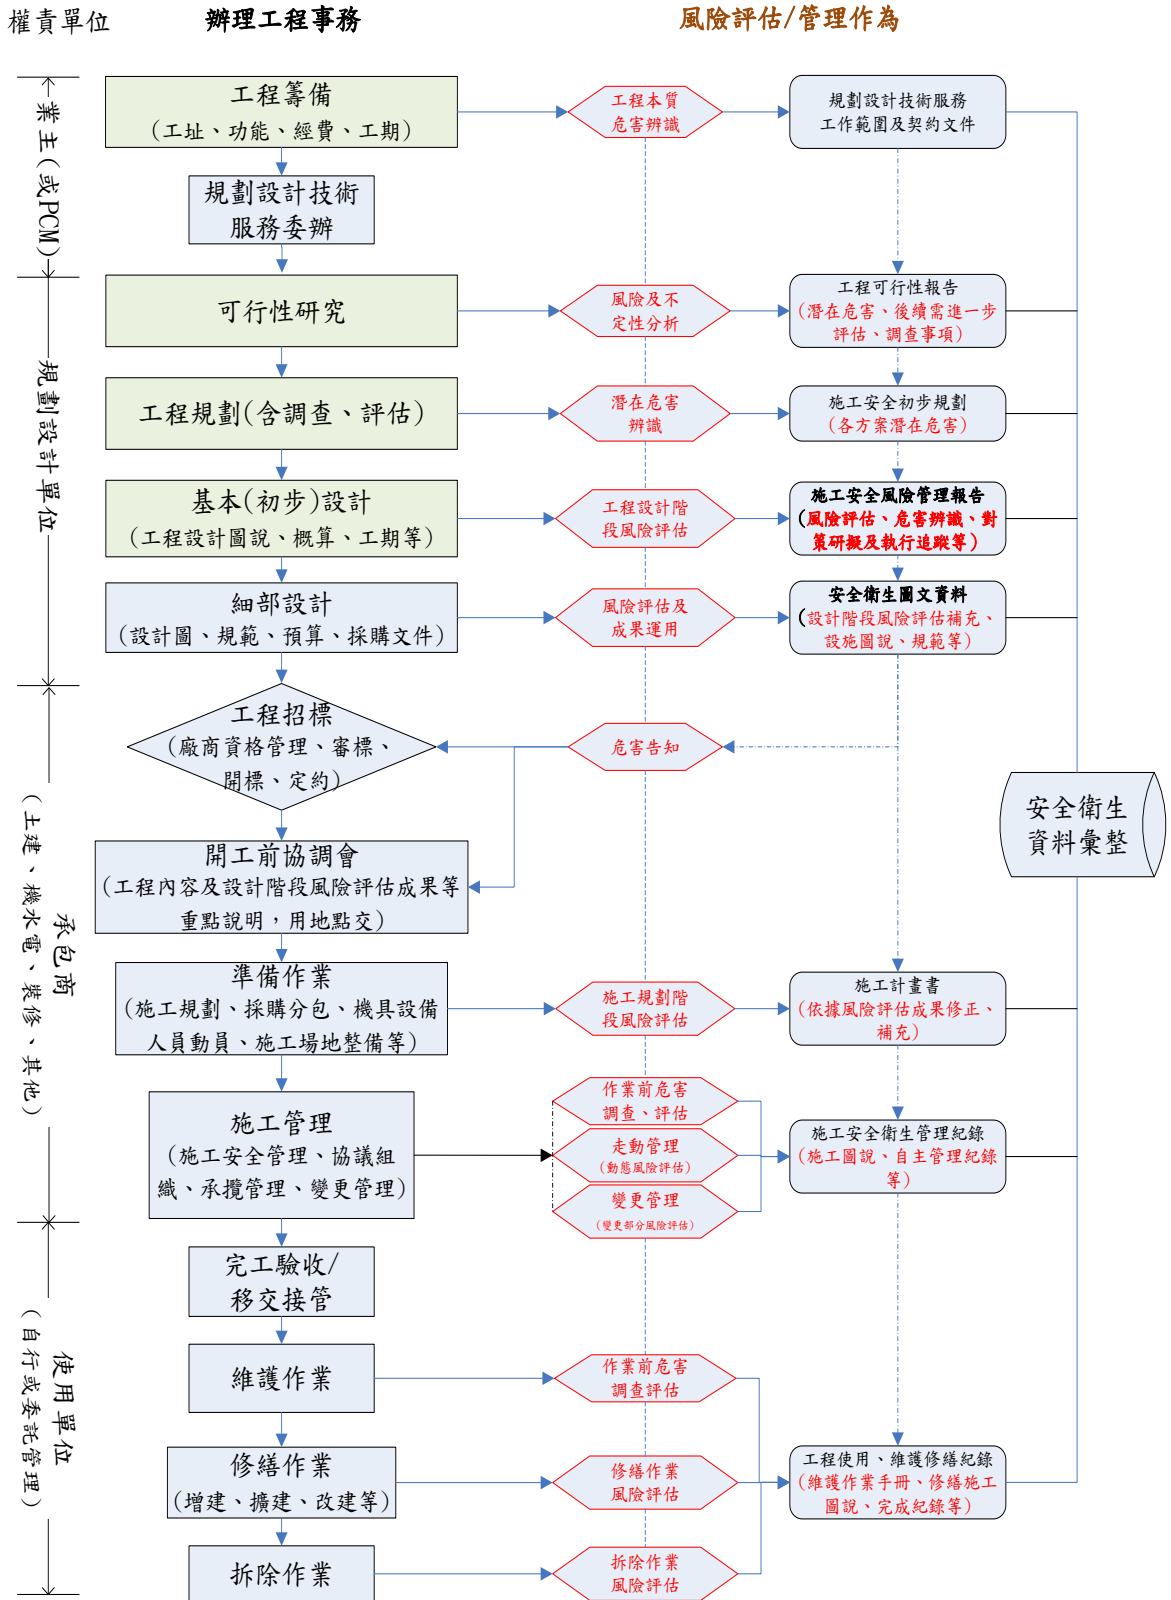 權責單位
辦理工程事務
風險評估/管理作為
業主(或PCM)
工程籌備
(工址、功能、經費、工期)
工程本質
危害辨識
規劃設計技術服務
工作範圍及契約文件
規劃設計技術
服務委辦
規劃設計單位
可行性研究
風險及不
定性分析
工程可行性報告
(潛在危害、後續需進一步
評估、調查事項)
工程規劃(含調查、評估)
潛在危害
辨識
施工安全初步規劃
(各方案潛在危害)
基本(初步)設計
(工程設計圖說、概算、工期等)
工程設計階
段風險評估
施工安全風險管理報告
(風險評估、危害辨識、對
策研擬及執行追蹤等)
細部設計
(設計圖、規範、預算、採購文件)
風險評估及
成果運用
安全衛生圖文資料
(設計階段風險評估補充、
設施圖說、規範等)
承包商
(土建、機水電、裝修、其他)
工程招標
(廠商資格管理、審標、
開標、定約)
危害告知
安全衛生
資料彙整
開工前協調會
(工程內容及設計階段風險評估成果等
重點說明，用地點交)
準備作業
(施工規劃、採購分包、機具設備
人員動員、施工場地整備等)
施工規劃階
段風險評估
施工計畫書
(依據風險評估成果修正、
補充)
施工管理
(施工安全管理、協議組
織、承攬管理、變更管理)
作業前危害
調查、評估
走動管理
(動態風險評估)
變更管理
(變更部分風險評估)
施工安全衛生管理紀錄
(施工圖說、自主管理紀錄
等)
使用單位
(自行或委託管理)
完工驗收/
移交接管
維護作業
作業前危害
調查評估
修繕作業
(增建、擴建、改建等)
修繕作業
風險評估
工程使用、維護修繕紀錄
(維護作業手冊、修繕施工
圖說、完成紀錄等)
拆除作業
拆除作業
風險評估